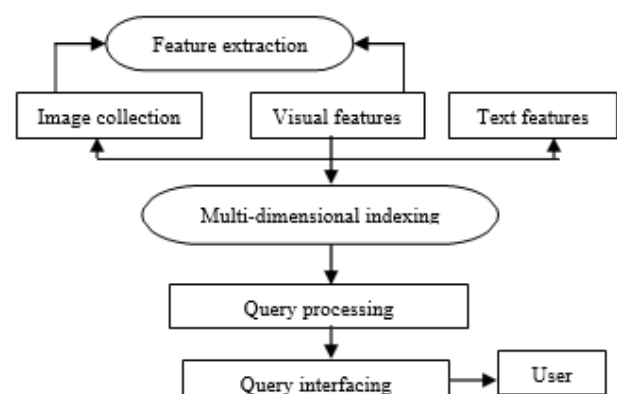 Feature extraction
Image collection
Visual features
Text features
Multi-dimensional indexing
Query processing
Query interfacing
User